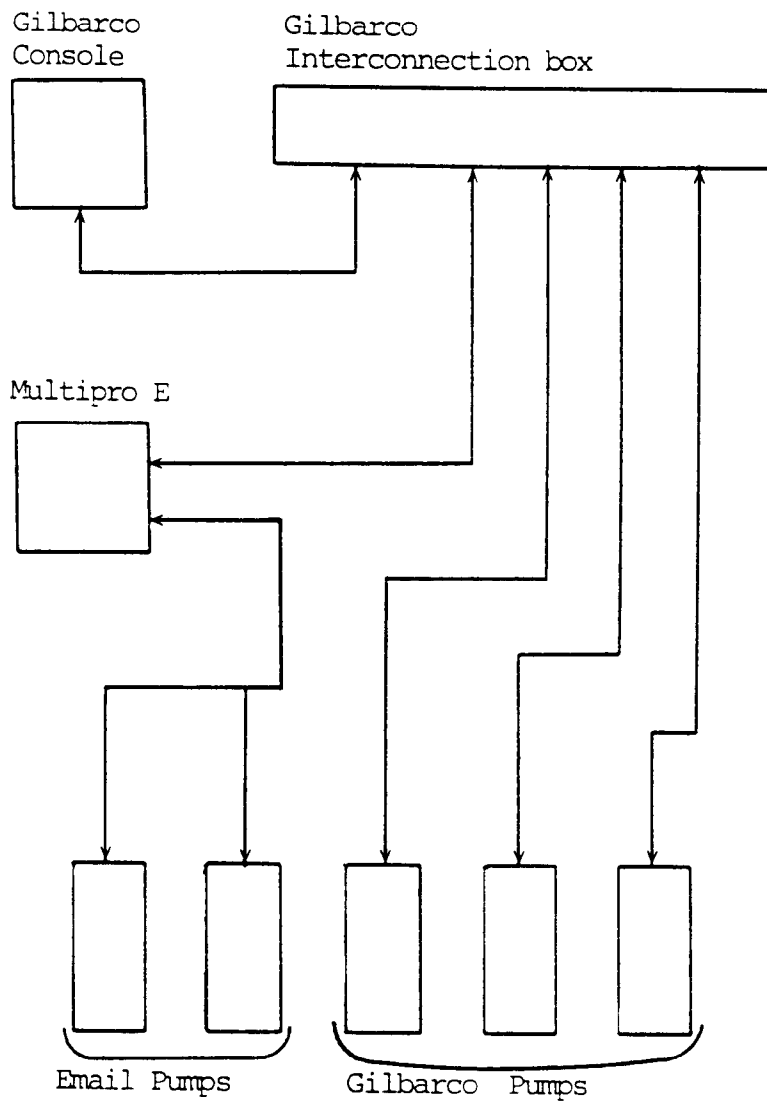 Gilbarco
Console
Gilbarco
Interconnection box
Multipro E
Email Pumps
Gilbarco Pumps